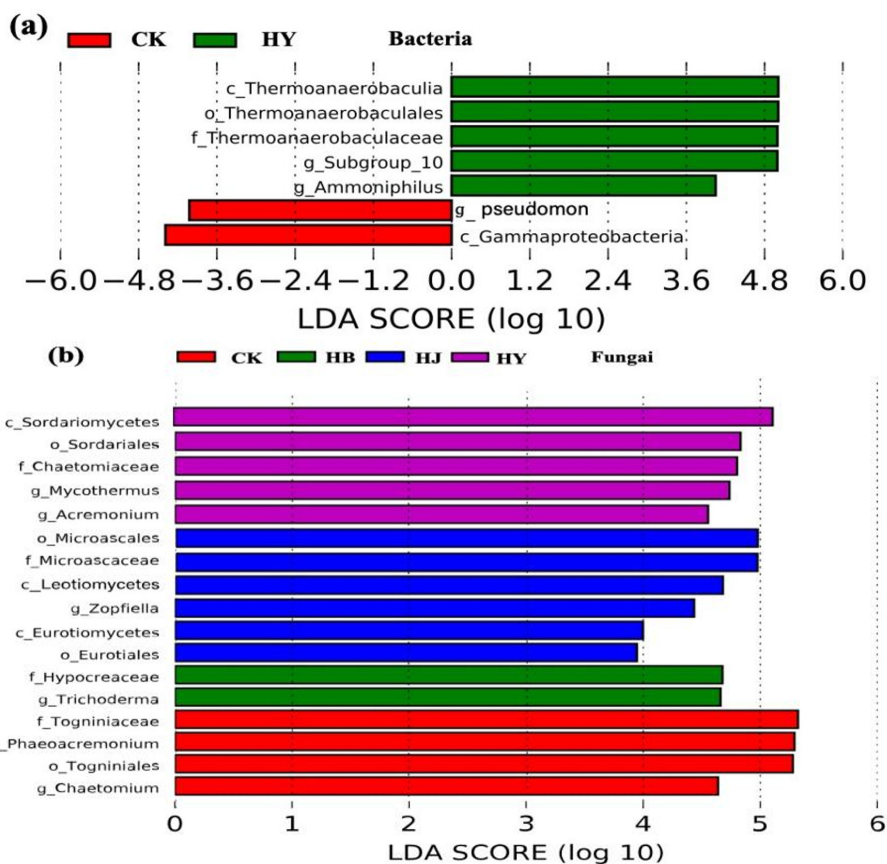 (a) CK HY Bacteria
c_Thermoanaerobaculia
o_Thermoanaerobaculales
f_Thermoanaerobaculaceae
g_Subgroup_10
g_Ammoniphilus
g_ pseudomon
c_Gammaproteobacteria
−6.0 −4.8 −3.6 −2.4 −1.2 0.0 1.2 2.4 3.6 4.8 6.0
LDA SCORE (log 10)
(b) CK HB HJ HY Fungai
c_Sordariomycetes
o_Sordariales
f_Chaetomiaceae
g_Mycothermus
g_Acremonium
o_Microascales
f_Microascaceae
c_Leotiomycetes
g_Zopfiella
c_Eurotiomycetes
o_Eurotiales
f_Hypocreaceae
g_Trichoderma
f_Togniniaceae
_Phaeoacremonium
o_Togniniales
g_Chaetomium
0 1 2 3 4 5 6
LDA SCORE (log 10)